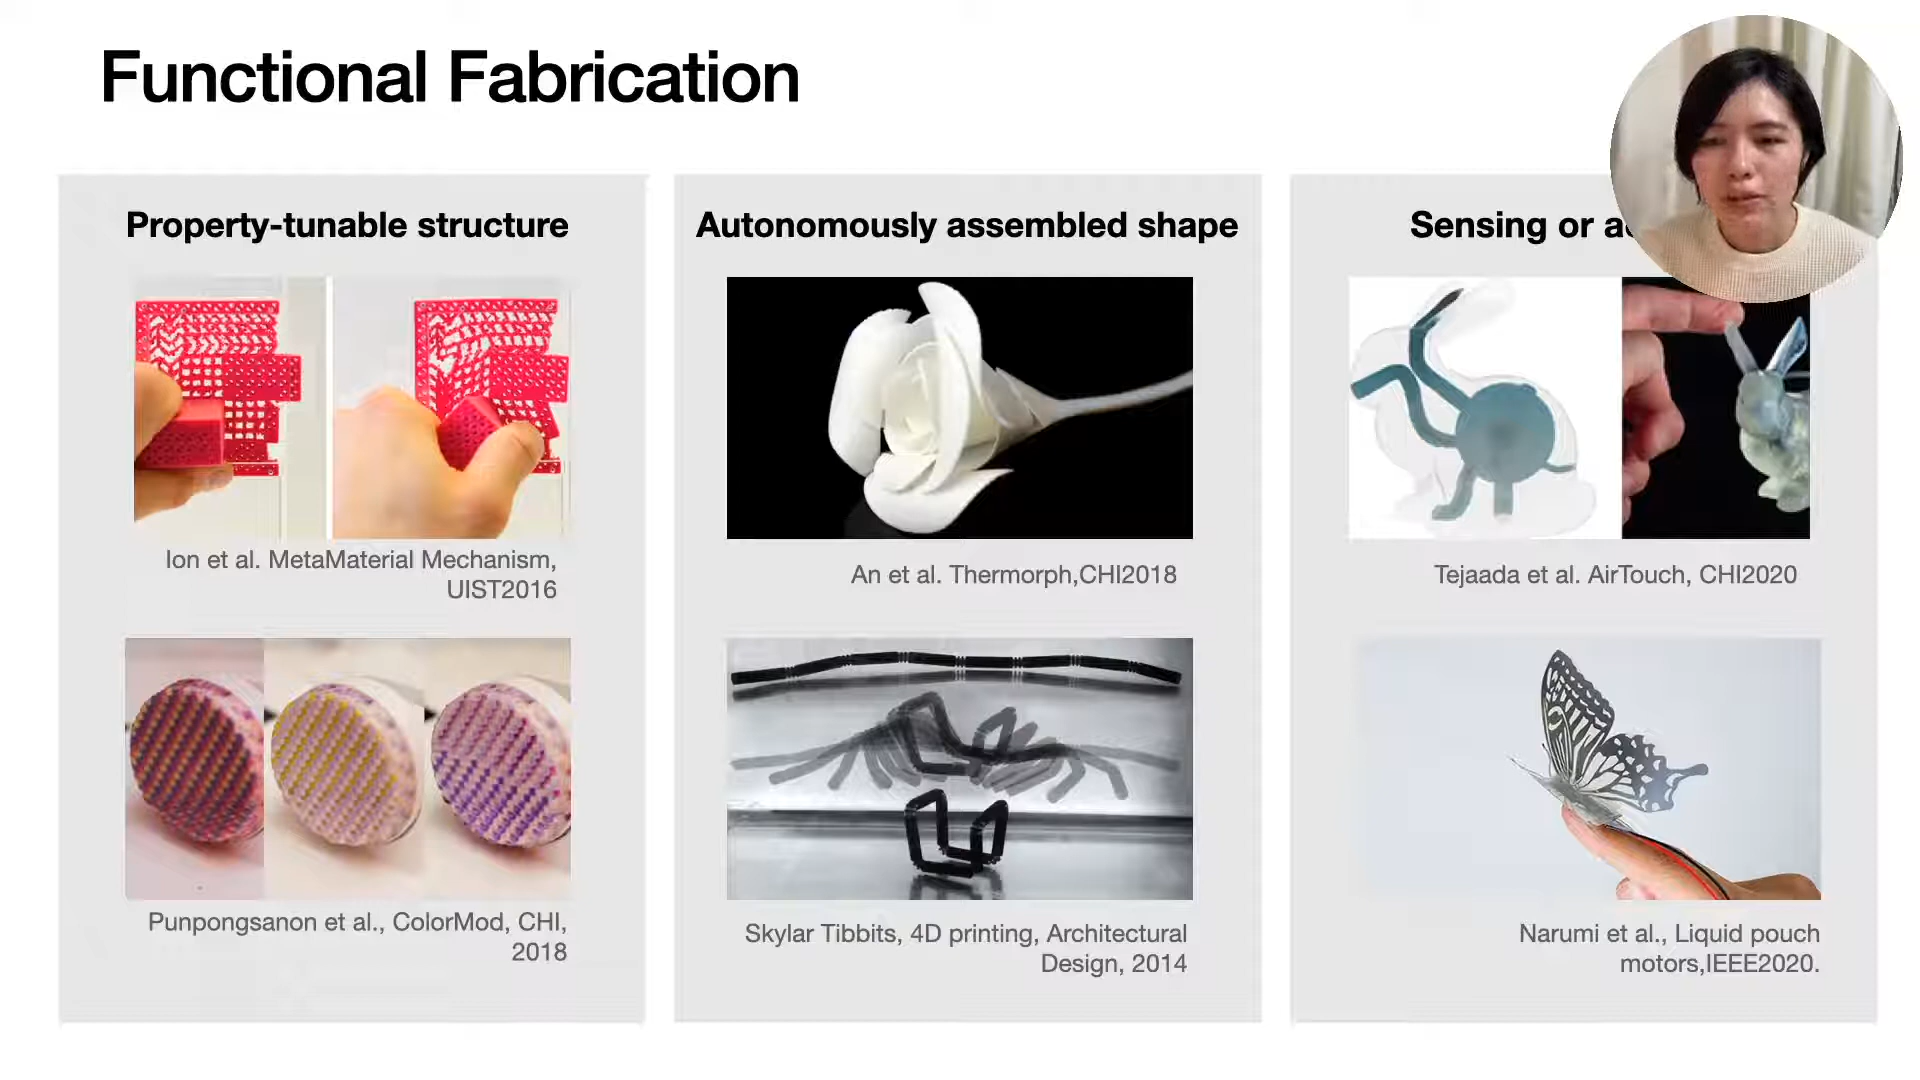 Functional Fabrication
Property-tunable structure
Ion et al. MetaMaterial Mechanism,
UIST2016
Punpongsanon et al., ColorMod, CHI,
2018
Autonomously assembled shape
An et al. Thermorph,CHI2018
Skylar Tibbits, 4D printing, Architectural
Design, 2014
Sensing or
Tejaada et al. AirTouch, CHI2020
Narumi et al., Liquid pouch
motors,IEEE2020.